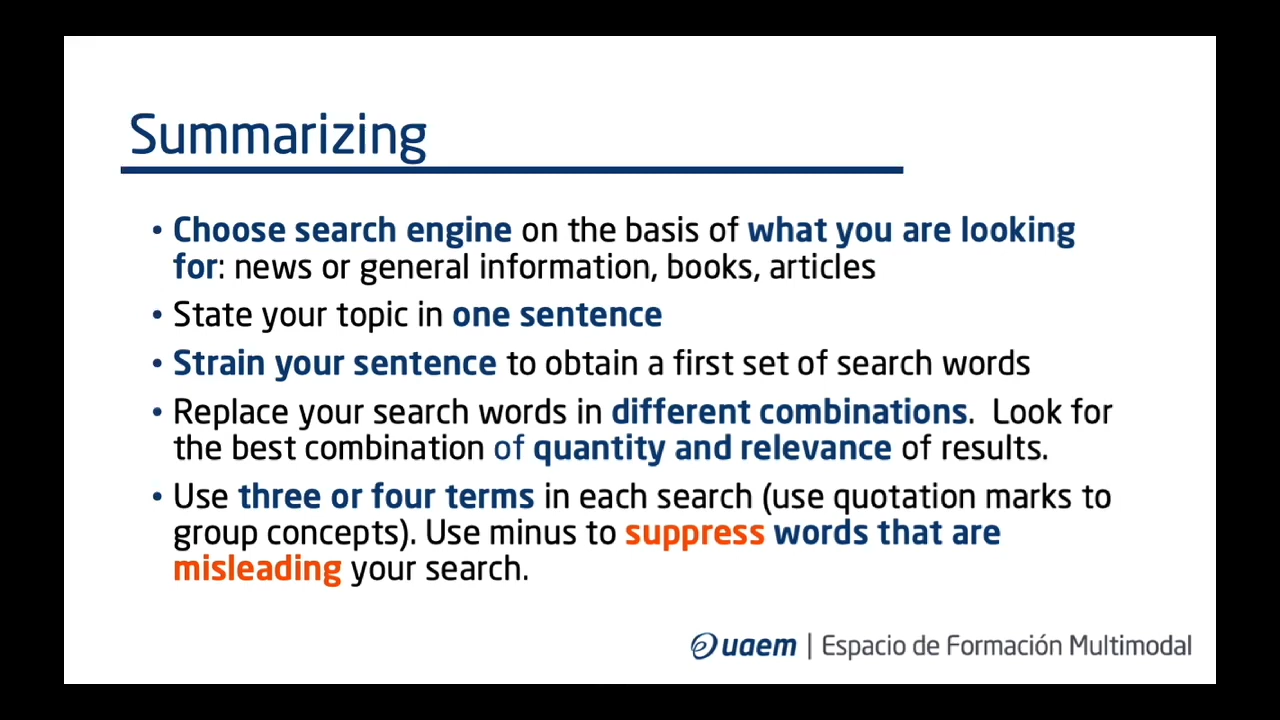 Summarizing
• Choose search engine on the basis of what you are looking
for: news or general information, books, articles
• State your topic in one sentence
• Strain your sentence to obtain a first set of search words
• Replace your search words in different combinations.  Look for
the best combination of quantity and relevance of results.
• Use three or four terms in each search (use quotation marks to
group concepts). Use minus to suppress words that are
misleading your search.
uaem | Espacio de Formación Multimodal